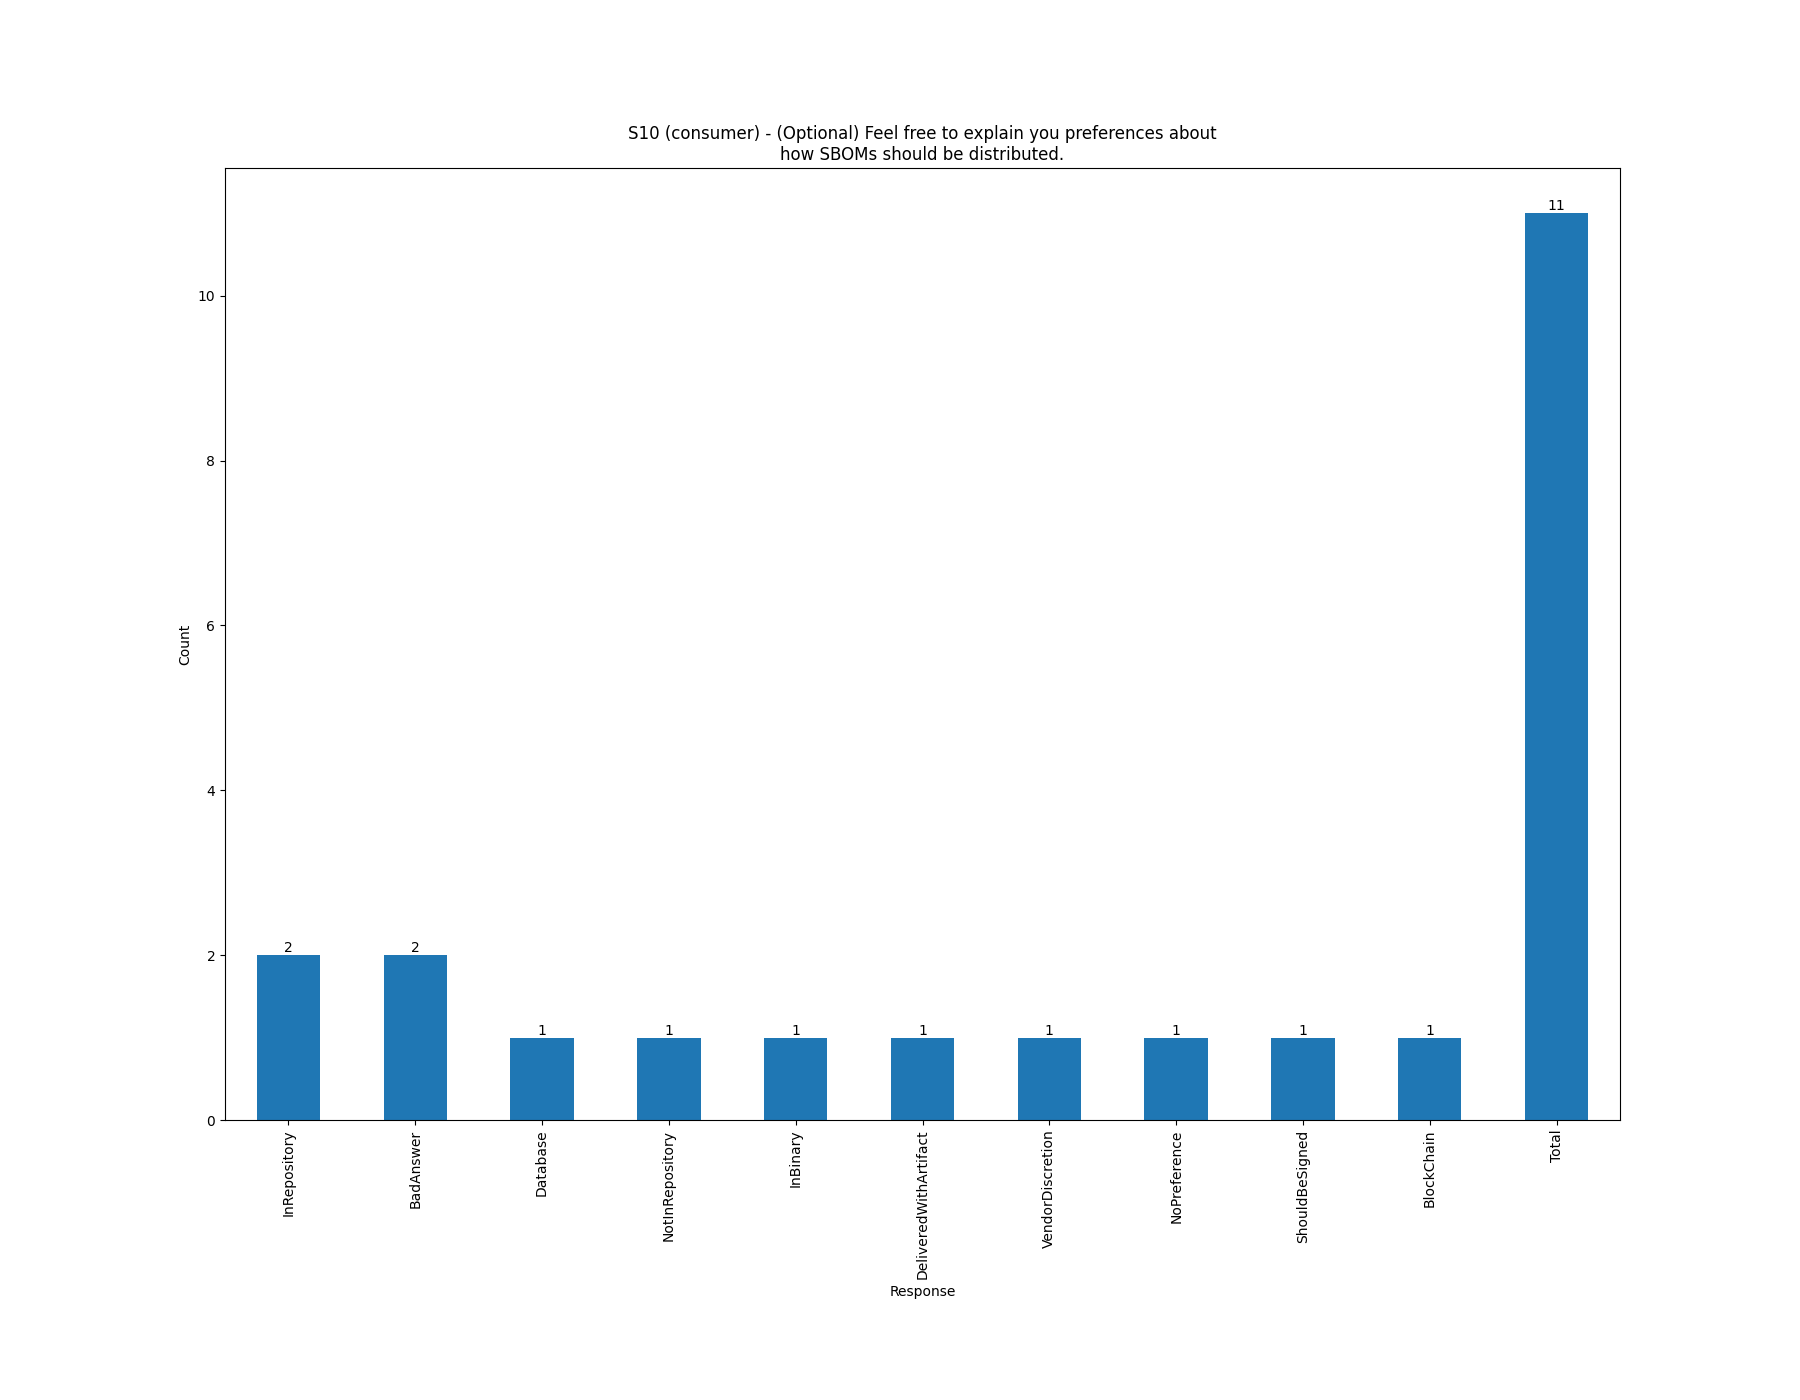 S10 (consumer) - (Optional) Feel free to explain you preferences about
how SBOMs should be distributed.
11
10
8
6
Count
4
2
2
2
1
1
1
1
1
1
1
1
0
InRepository
BadAnswer
Database
NotInRepository
InBinary
DeliveredWithArtifact
VendorDiscretion
NoPreference
ShouldBeSigned
BlockChain
Total
Response